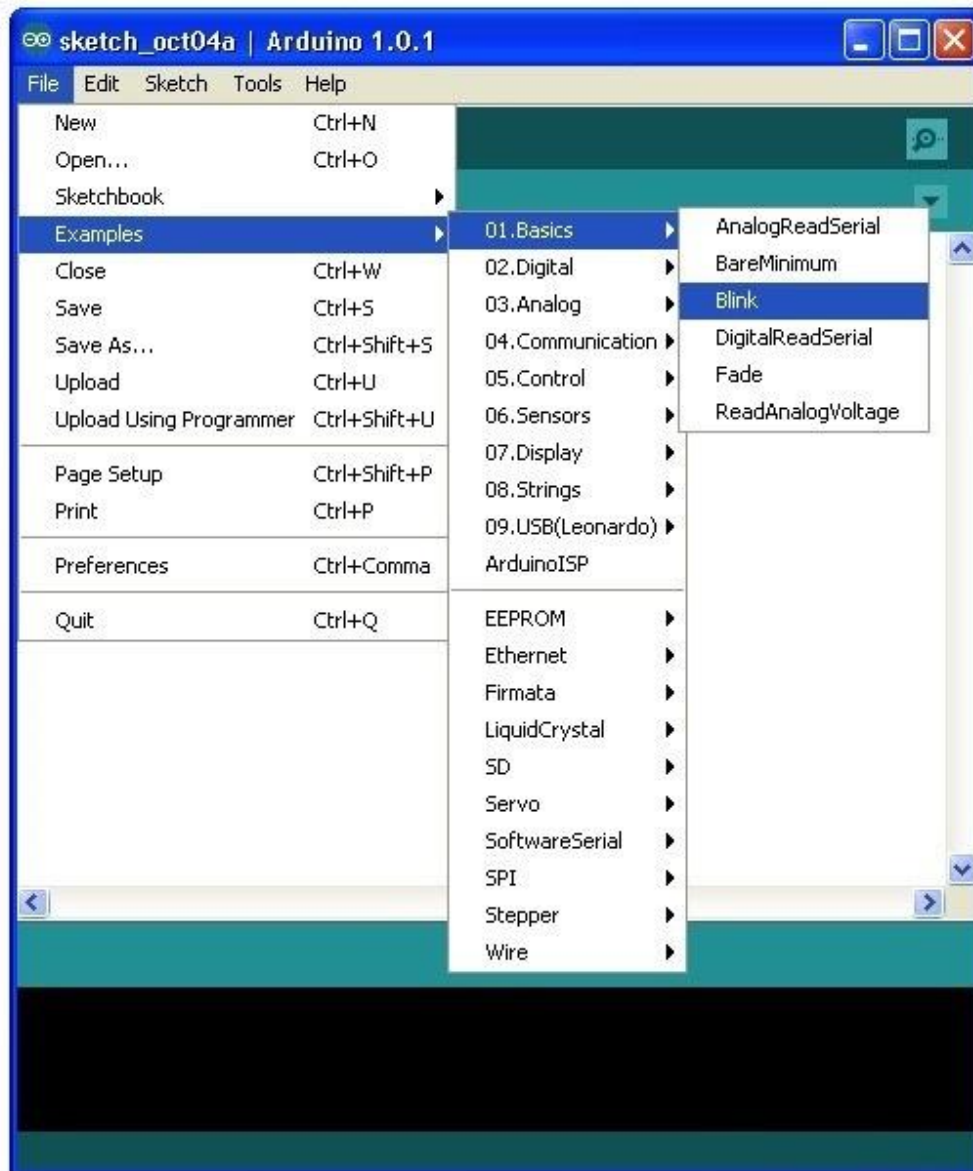 sketch_oct04a | Arduino 1.0.1
File Edit Sketch Tools Help
New Ctrl+N
Open... Ctrl+O
Sketchbook
Examples
Close Ctrl+W
Save Ctrl+S
Save As... Ctrl+Shift+S
Upload Ctrl+U
Upload Using Programmer Ctrl+Shift+U
Page Setup Ctrl+Shift+P
Print Ctrl+P
Preferences Ctrl+Comma
Quit Ctrl+Q
01.Basics
02.Digital
03.Analog
04.Communication
05.Control
06.Sensors
07.Display
08.Strings
09.USB(Leonardo)
ArduinoISP
EEPROM
Ethernet
Firmata
LiquidCrystal
SD
Servo
SoftwareSerial
SPI
Stepper
Wire
AnalogReadSerial
BareMinimum
Blink
DigitalReadSerial
Fade
ReadAnalogVoltage